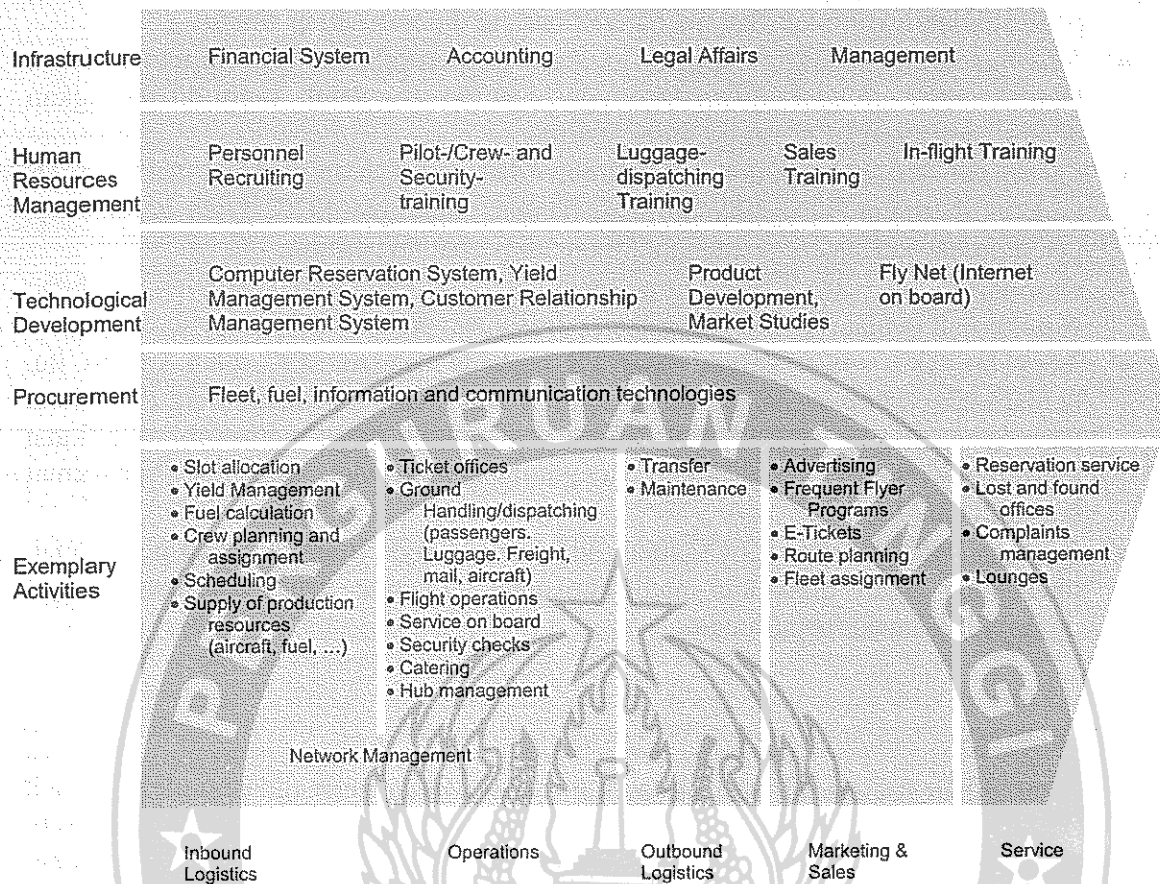 Infrastructure Financial System Accounting Legal Affairs Management
Human
Resources
Management
Personnel
Recruiting
Pilot-/Crew- and
Security-
training
Luggage-
dispatching
Training
Sales
Training
In-flight Training
Technological
Development
Computer Reservation System, Yield
Management System, Customer Relationship
Management System
Product
Development,
Market Studies
Fly Net (Internet
on board)
Procurement Fleet, fuel, information and communication technologies
Exemplary
Activities
• Slot allocation
• Yield Management
• Fuel calculation
• Crew planning and
assignment
• Scheduling
• Supply of production
resources
(aircraft, fuel, ...)
• Ticket offices
• Ground
Handling/dispatching
(passengers.
Luggage. Freight,
mail, aircraft)
• Flight operations
• Service on board
• Security checks
• Catering
• Hub management
Network Management
• Transfer
• Maintenance
• Advertising
• Frequent Flyer
Programs
• E-Tickets
• Route planning
• Fleet assignment
• Reservation service
• Lost and found
offices
• Complaints
management
• Lounges
Inbound
Logistics
Operations
Outbound
Logistics
Marketing &
Sales
Service